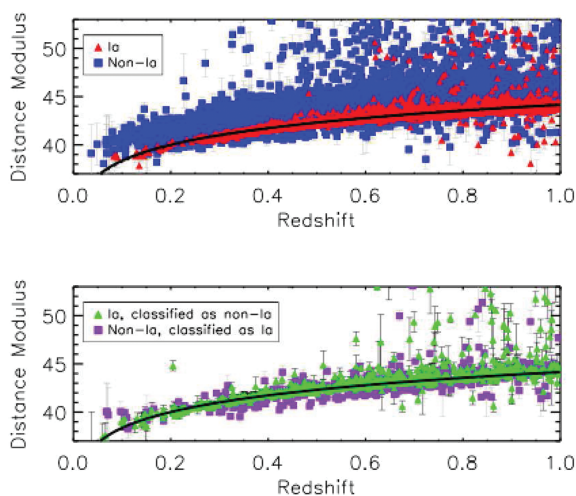 Distance Modulus
50
45
40
Ia
Non-Ia
0.0 0.2 0.4 0.6 0.8 1.0
Redshift
Distance Modulus
50
45
40
Ia, classified as non-Ia
Non-Ia, classified as Ia
0.0 0.2 0.4 0.6 0.8 1.0
Redshift